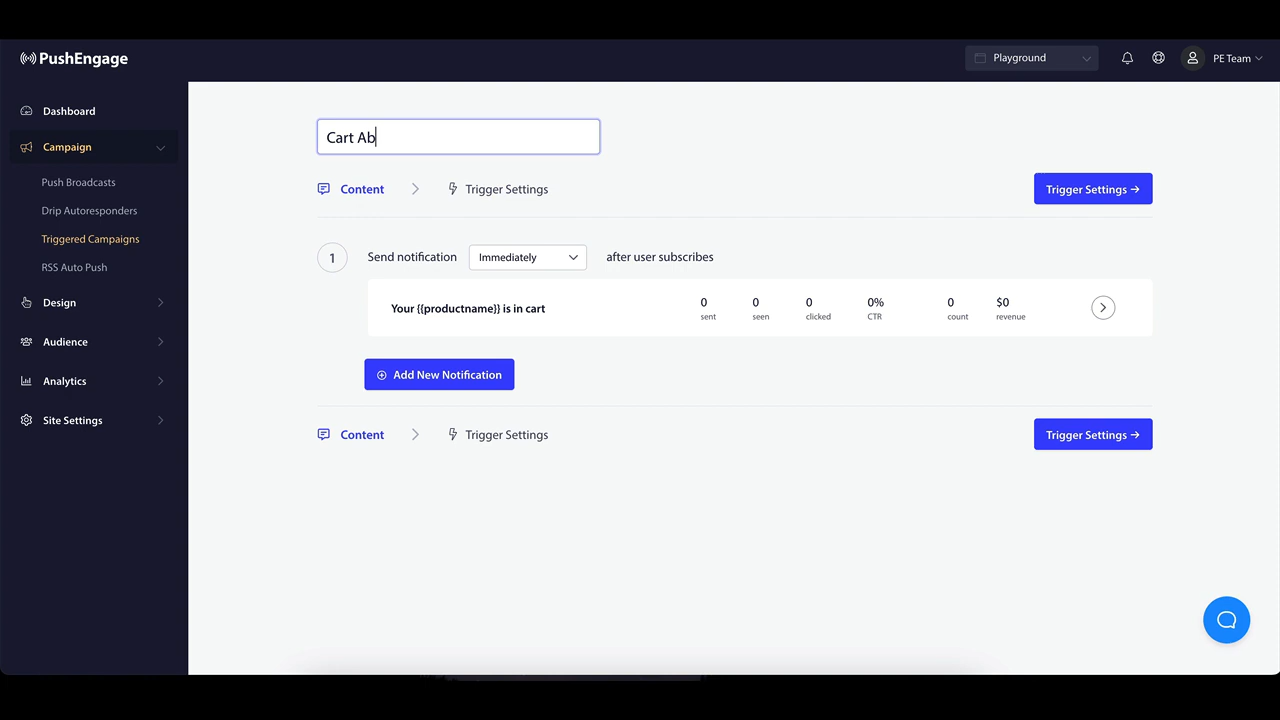 PushEngage
Playground
PE Team
Dashboard
Campaign
Push Broadcasts
Drip Autoresponders
Triggered Campaigns
RSS Auto Push
Design
Audience
Analytics
Site Settings
Cart Ab
Content
Trigger Settings
Trigger Settings →
1
Send notification Immediately after user subscribes
Your {{productname}} is in cart
0 0 0 0% 0 $0
sent seen clicked CTR count revenue
Add New Notification
Content
Trigger Settings
Trigger Settings →